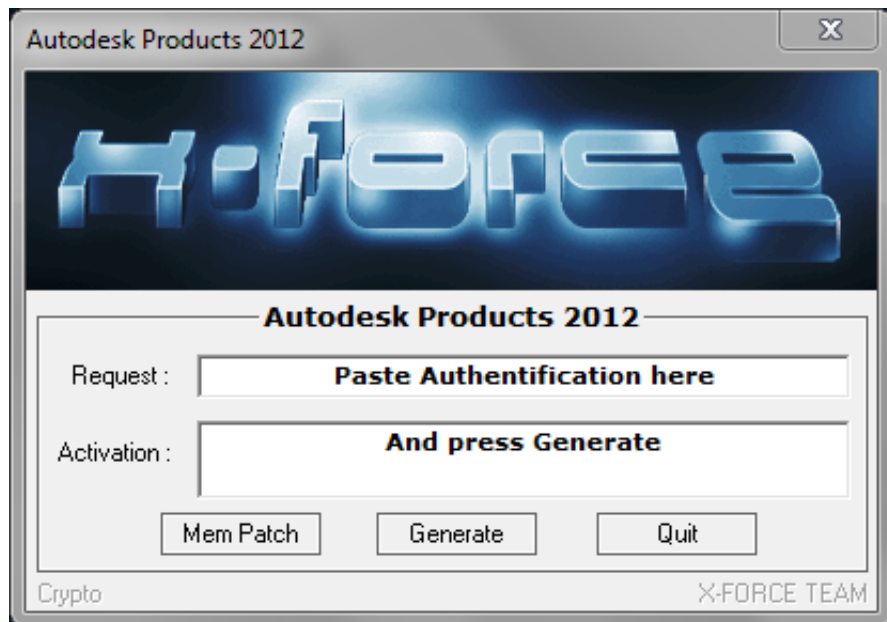 Autodesk Products 2012
x-force
Autodesk Products 2012
Request :
Paste Authentification here
Activation :
And press Generate
Mem Patch
Generate
Quit
Crypto
X-FORCE TEAM